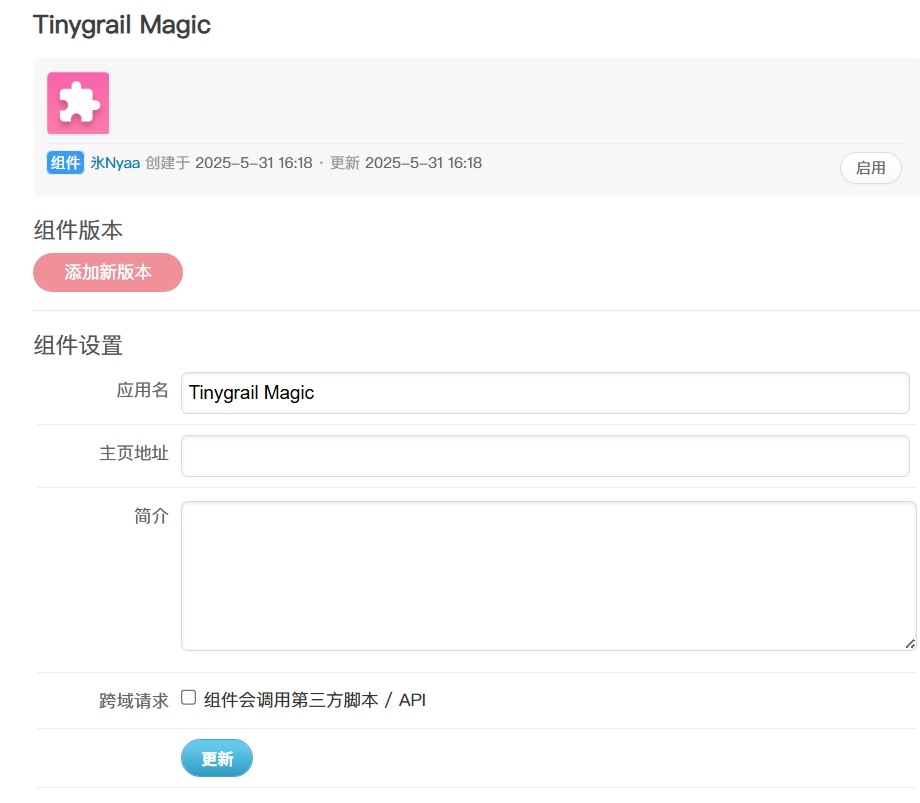 Tinygrail Magic
组件 氷Nyaa 创建于 2025-5-31 16:18 · 更新 2025-5-31 16:18
启用
组件版本
添加新版本
组件设置
应用名 Tinygrail Magic
主页地址
简介
跨域请求 组件会调用第三方脚本 / API
更新